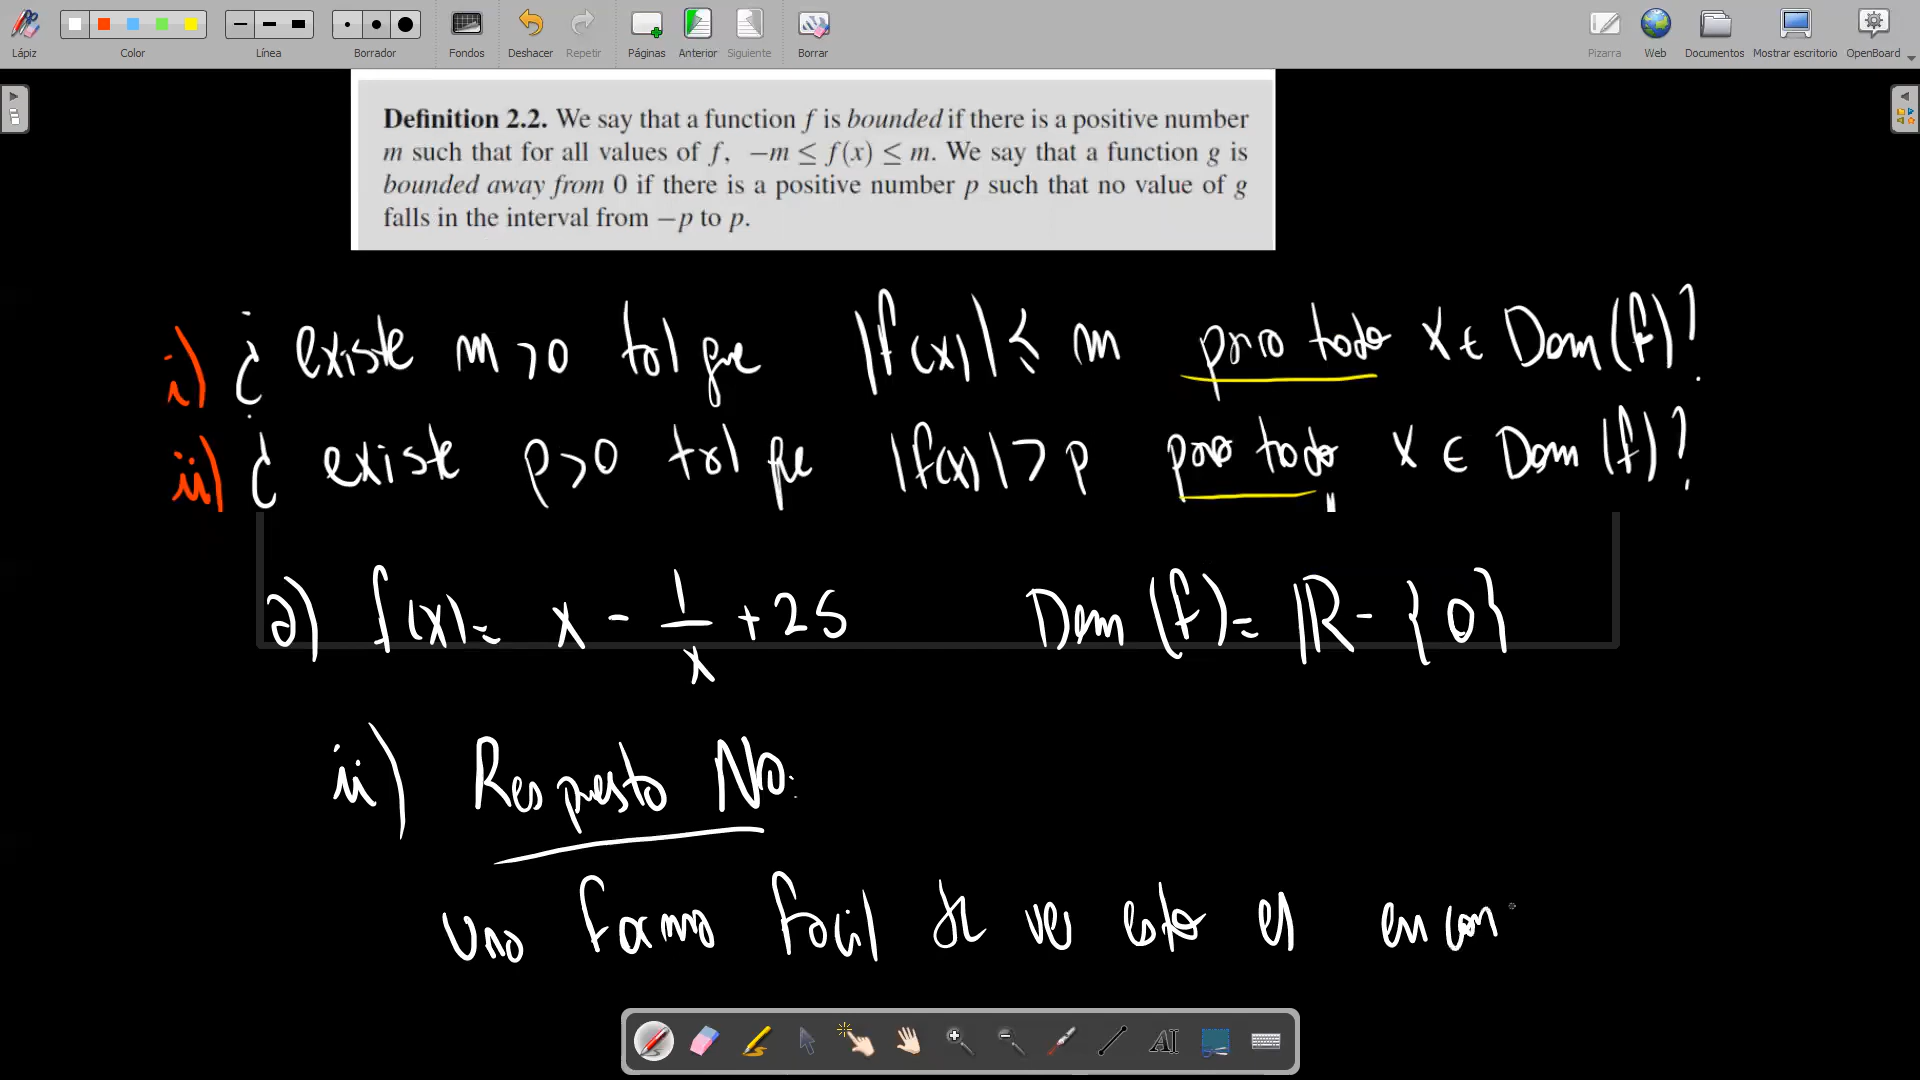 Lápiz Color Línea Borrador Fondos Deshacer Repetir Páginas Anterior Siguiente Borrar Pizarra Web Documentos Mostrar escritorio OpenBoard
Definition 2.2. We say that a function f is bounded if there is a positive number
m such that for all values of f, −m ≤ f(x) ≤ m. We say that a function g is
bounded away from 0 if there is a positive number p such that no value of g
falls in the interval from −p to p.
i) ¿ existe m > 0 tal que |f(x)| ≤ m para todo x ∈ Dom(f)?
ii) ¿ existe p > 0 tal que |f(x)| > p para todo x ∈ Dom(f)?
a) f(x) = x - 1/x + 25 Dom(f) = ℝ - {0}
ii) Respuesta No.
una forma facil de ver esto es encon
AI